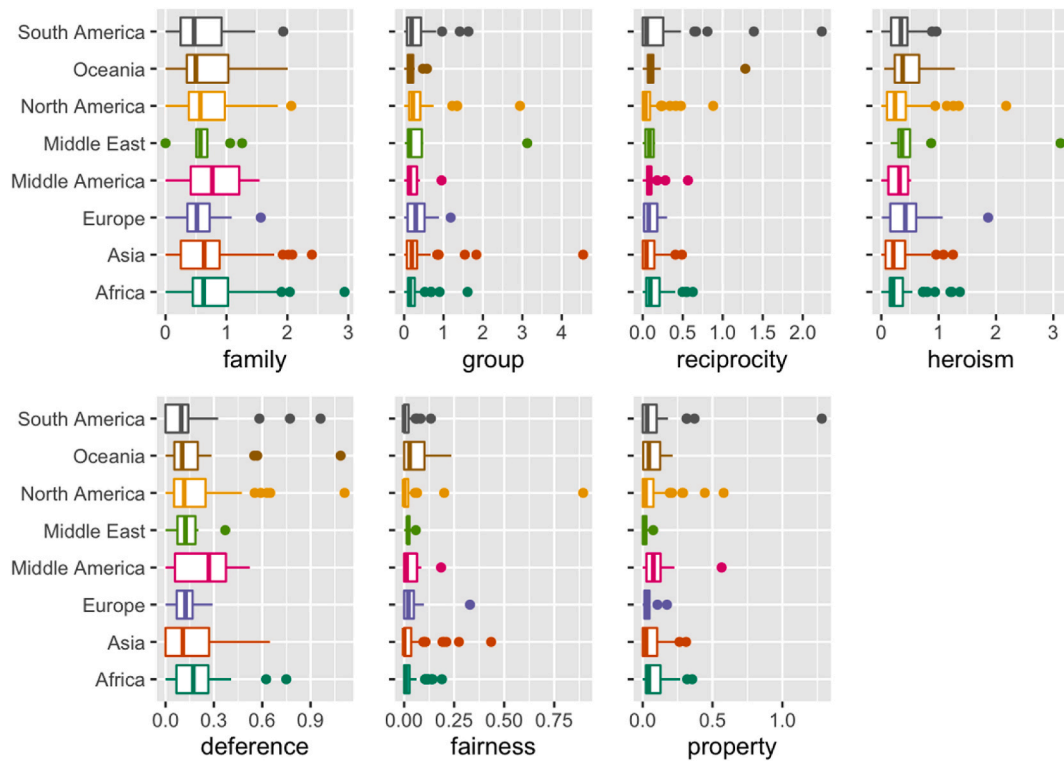 South America
Oceania
North America
Middle East
Middle America
Europe
Asia
Africa
0 1 2 3
0 1 2 3 4
0.0 0.5 1.0 1.5 2.0
0 1 2 3
family group reciprocity heroism
South America
Oceania
North America
Middle East
Middle America
Europe
Asia
Africa
0.0 0.3 0.6 0.9
0.00 0.25 0.50 0.75
0.0 0.5 1.0
deference fairness property